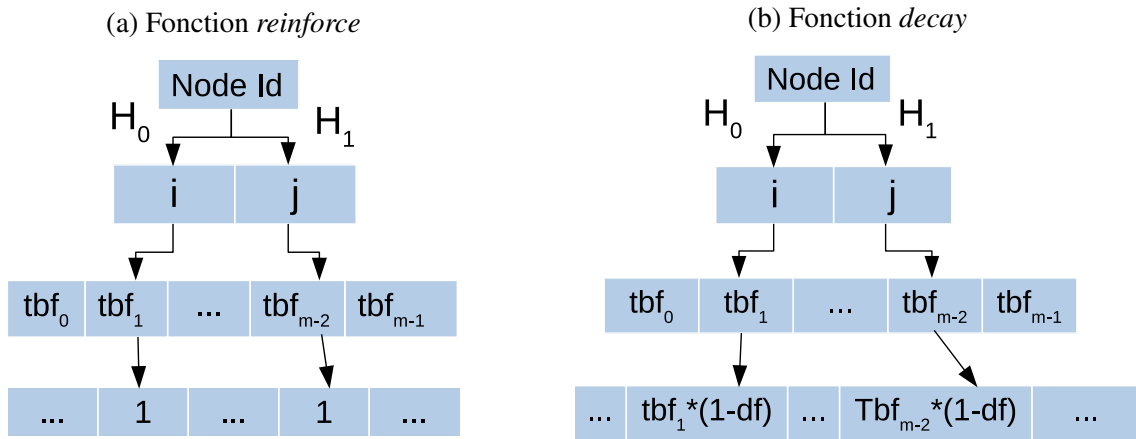 (a) Fonction reinforce
Node Id
H0 H1
i j
tbf0 tbf1 ... tbfm-2 tbfm-1
... 1 ... 1 ...
(b) Fonction decay
Node Id
H0 H1
i j
tbf0 tbf1 ... tbfm-2 tbfm-1
... tbf1*(1-df) ... Tbfm-2*(1-df) ...